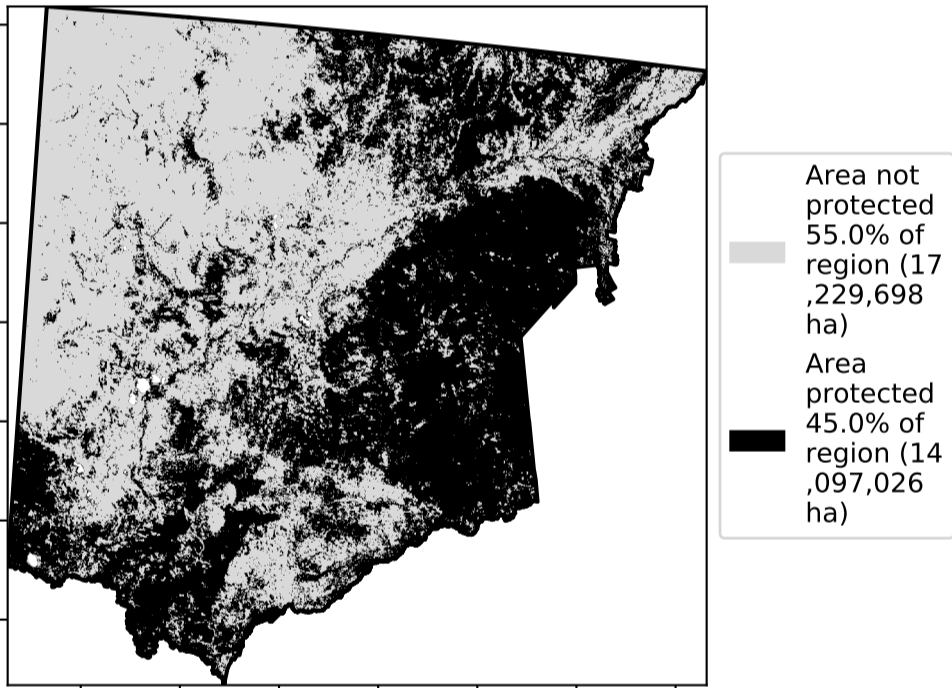 Area not
protected
55.0% of
region (17
,229,698
ha)
Area
protected
45.0% of
region (14
,097,026
ha)